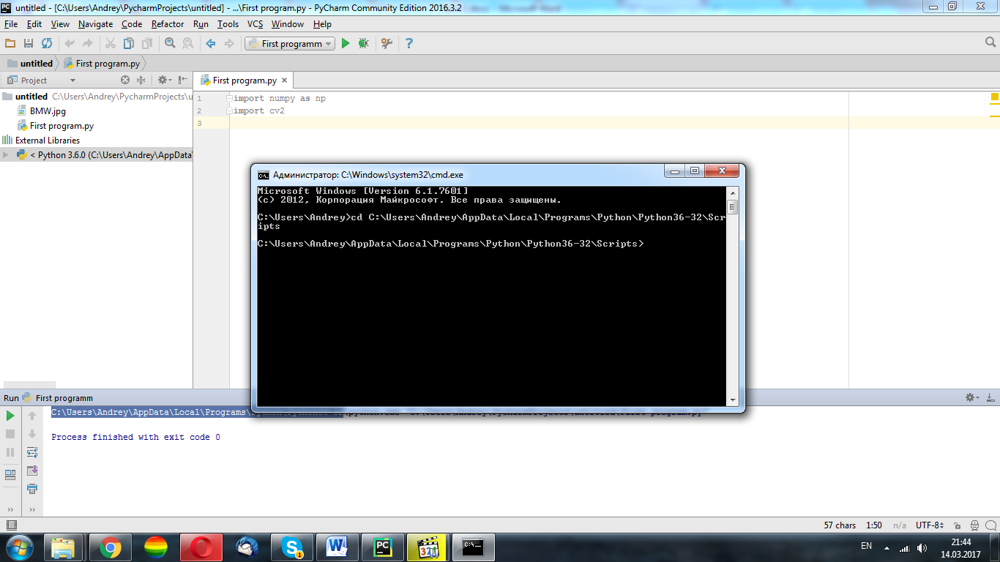 untitled - [C:\Users\Andrey\PycharmProjects\untitled] - ...\First program.py - PyCharm Community Edition 2016.3.2
File Edit View Navigate Code Refactor Run Tools VCS Window Help
First programm
untitled First program.py
Project
First program.py
untitled C:\Users\Andrey\PycharmProjects\u
BMW.jpg
First program.py
External Libraries
< Python 3.6.0 (C:\Users\Andrey\AppData\
1 import numpy as np
2 import cv2
3
Администратор: C:\Windows\system32\cmd.exe
Microsoft Windows [Version 6.1.7601]
(c) 2012, Корпорация Майкрософт. Все права защищены.
C:\Users\Andrey>cd C:\Users\Andrey\AppData\Local\Programs\Python\Python36-32\Scr
ipts
C:\Users\Andrey\AppData\Local\Programs\Python\Python36-32\Scripts>
Run First programm
C:\Users\Andrey\AppData\Local\Programs\
Process finished with exit code 0
57 chars 1:50 n/a UTF-8
EN
21:44
14.03.2017